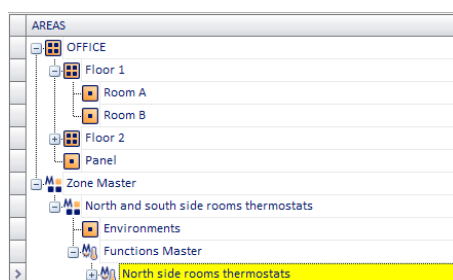 AREAS
OFFICE
Floor 1
Room A
Room B
Floor 2
Panel
Zone Master
North and south side rooms thermostats
Environments
Functions Master
North side rooms thermostats